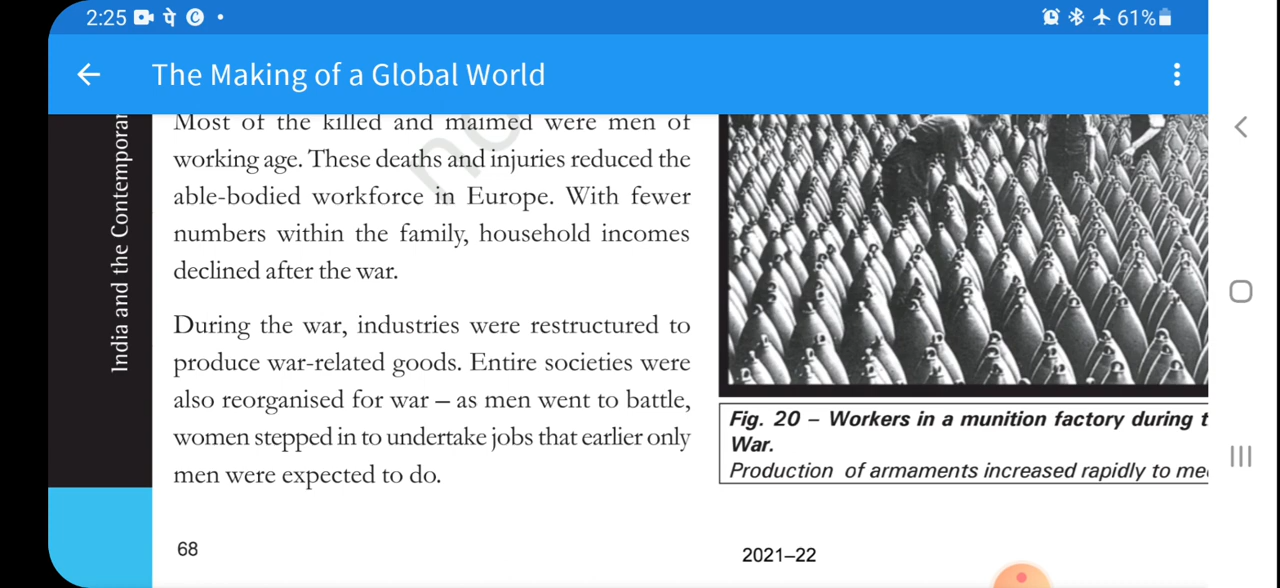 2:25 पे C
61%
The Making of a Global World
India and the Contemporar
Most of the killed and maimed were men of
working age. These deaths and injuries reduced the
able-bodied workforce in Europe. With fewer
numbers within the family, household incomes
declined after the war.
During the war, industries were restructured to
produce war-related goods. Entire societies were
also reorganised for war – as men went to battle,
women stepped in to undertake jobs that earlier only
men were expected to do.
68
Fig. 20 – Workers in a munition factory during t
War.
Production of armaments increased rapidly to me
2021–22